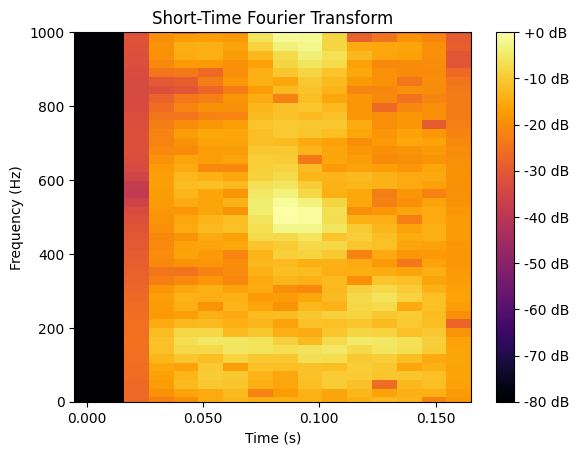 Short-Time Fourier Transform
1000
800
600
400
200
0
Frequency (Hz)
0.000
0.050
0.100
0.150
Time (s)
+0 dB
-10 dB
-20 dB
-30 dB
-40 dB
-50 dB
-60 dB
-70 dB
-80 dB